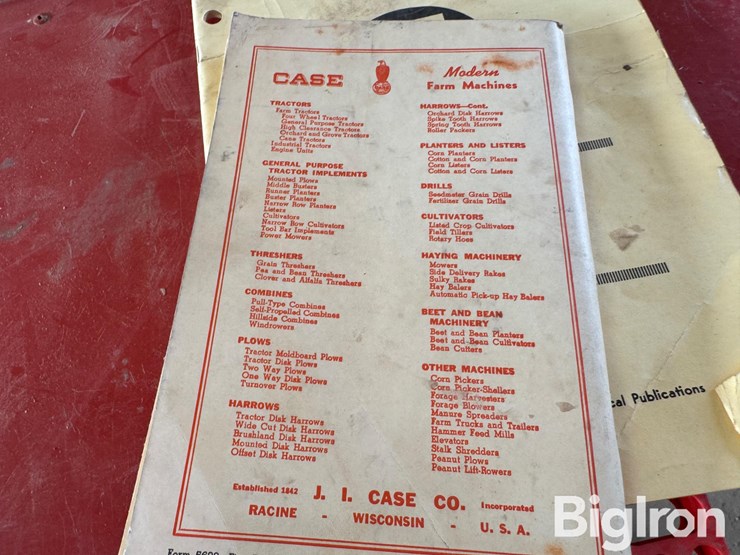 CASE
Modern
Farm Machines
TRACTORS
Farm Tractors
Four Wheel Tractors
General Purpose Tractors
High Clearance Tractors
Orchard and Grove Tractors
Cane Tractors
Industrial Tractors
Engine Units
GENERAL PURPOSE
TRACTOR IMPLEMENTS
Mounted Plows
Middle Busters
Runner Planters
Buster Planters
Narrow Row Planters
Listers
Cultivators
Narrow Row Cultivators
Tool Bar Implements
Power Mowers
THRESHERS
Grain Threshers
Pea and Bean Threshers
Clover and Alfalfa Threshers
COMBINES
Pull-Type Combines
Self-Propelled Combines
Hillside Combines
Windrowers
PLOWS
Tractor Moldboard Plows
Tractor Disk Plows
Two Way Plows
One Way Disk Plows
Turnover Plows
HARROWS
Tractor Disk Harrows
Wide Cut Disk Harrows
Brushland Disk Harrows
Mounted Disk Harrows
Offset Disk Harrows
HARROWS—Cont.
Orchard Disk Harrows
Spike Tooth Harrows
Spring Tooth Harrows
Roller Packers
PLANTERS AND LISTERS
Corn Planters
Cotton and Corn Planters
Corn Listers
Cotton and Corn Listers
DRILLS
Seedmeter Grain Drills
Fertilizer Grain Drills
CULTIVATORS
Listed Crop Cultivators
Field Tillers
Rotary Hoes
HAYING MACHINERY
Mowers
Side Delivery Rakes
Sulky Rakes
Hay Balers
Automatic Pick-up Hay Balers
BEET AND BEAN
MACHINERY
Beet and Bean Planters
Beet and Bean Cultivators
Bean Cutters
OTHER MACHINES
Corn Pickers
Corn Picker-Shellers
Forage Harvesters
Forage Blowers
Manure Spreaders
Farm Trucks and Trailers
Hammer Feed Mills
Elevators
Stalk Shredders
Peanut Plows
Peanut Lift-Rowers
Established 1842 J. I. CASE CO. Incorporated
RACINE - WISCONSIN - U. S. A.
Form
cal Publications
BigIron